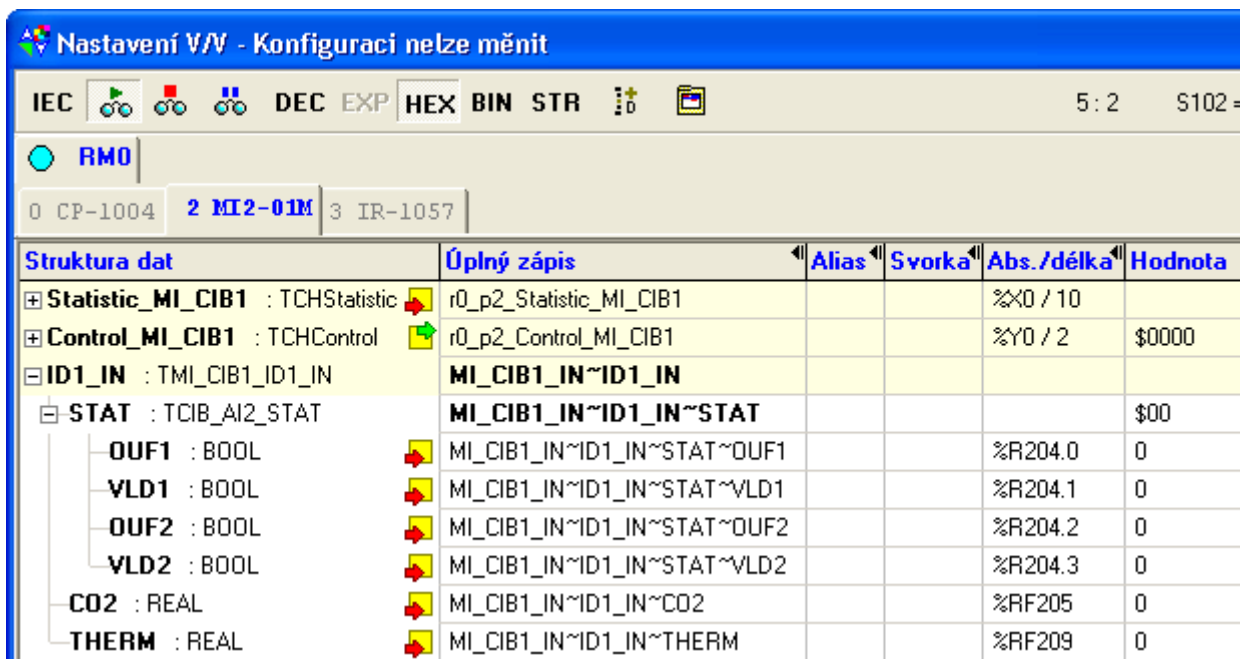 Nastavení V/V - Konfiguraci nelze měnit
IEC DEC EXP HEX BIN STR 5 : 2 S102 =
RM0
0 CP-1004 2 MI2-01M 3 IR-1057
Struktura dat Úplný zápis Alias Svorka Abs./délka Hodnota
Statistic_MI_CIB1 : TCHStatistic r0_p2_Statistic_MI_CIB1 %X0 / 10
Control_MI_CIB1 : TCHControl r0_p2_Control_MI_CIB1 %Y0 / 2 $0000
ID1_IN : TMI_CIB1_ID1_IN MI_CIB1_IN~ID1_IN
STAT : TCIB_AI2_STAT MI_CIB1_IN~ID1_IN~STAT $00
OUF1 : BOOL MI_CIB1_IN~ID1_IN~STAT~OUF1 %R204.0 0
VLD1 : BOOL MI_CIB1_IN~ID1_IN~STAT~VLD1 %R204.1 0
OUF2 : BOOL MI_CIB1_IN~ID1_IN~STAT~OUF2 %R204.2 0
VLD2 : BOOL MI_CIB1_IN~ID1_IN~STAT~VLD2 %R204.3 0
CO2 : REAL MI_CIB1_IN~ID1_IN~CO2 %RF205 0
THERM : REAL MI_CIB1_IN~ID1_IN~THERM %RF209 0